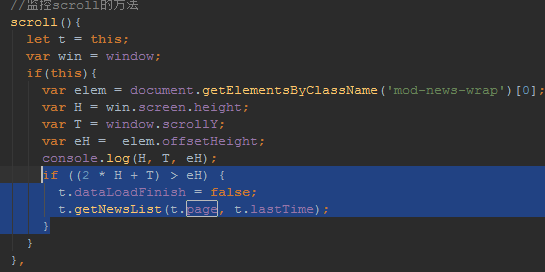 //监控scroll的方法
scroll(){
let t = this;
var win = window;
if(this){
var elem = document.getElementsByClassName('mod-news-wrap')[0];
var H = win.screen.height;
var T = window.scrollY;
var eH =  elem.offsetHeight;
console.log(H, T, eH);
if ((2 * H + T) > eH) {
t.dataLoadFinish = false;
t.getNewsList(t.page, t.lastTime);
}
}
},